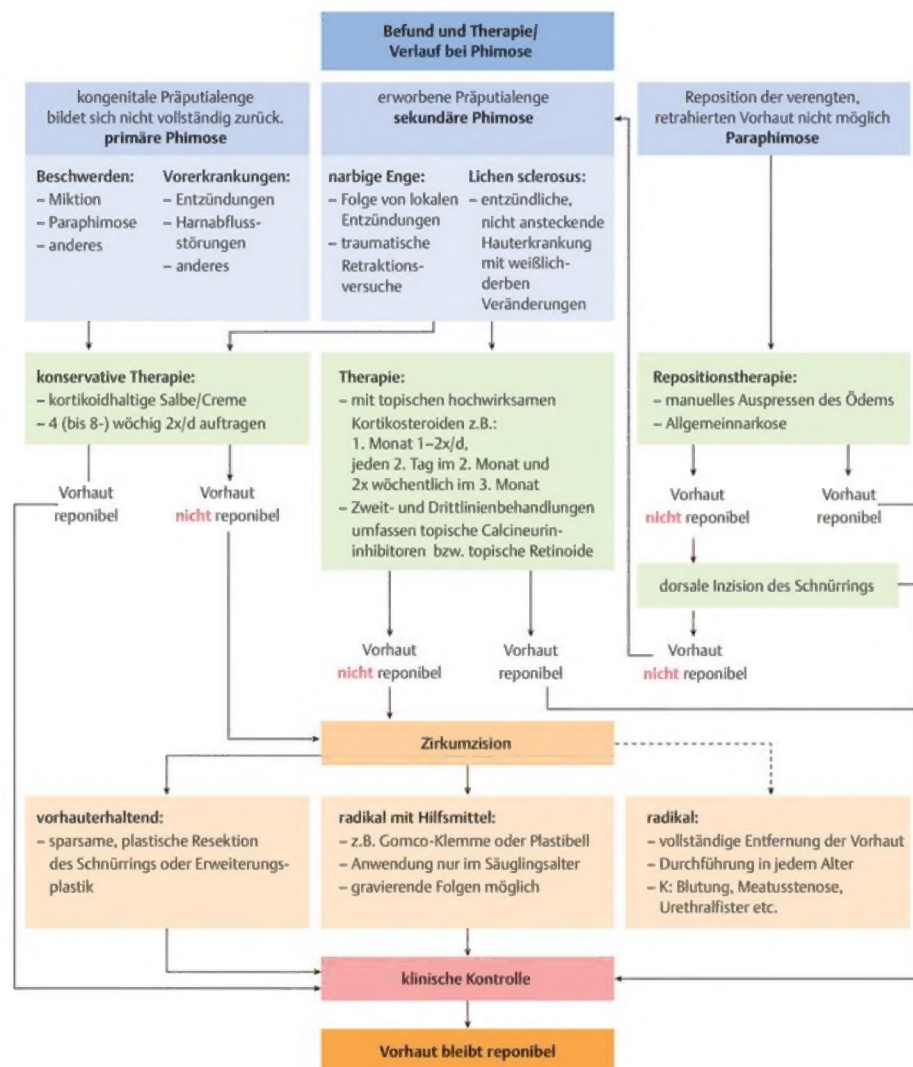 Befund und Therapie/
Verlauf bei Phimose
kongenitale Präputialenge
bildet sich nicht vollständig zurück.
primäre Phimose
Beschwerden:
– Miktion
– Paraphimose
– anderes
Vorerkrankungen:
– Entzündungen
– Harnabfluss-
störungen
– anderes
erworbene Präputialenge
sekundäre Phimose
narbige Enge:
– Folge von lokalen
Entzündungen
– traumatische
Retraktions-
versuche
Lichen sclerosus:
– entzündliche,
nicht ansteckende
Hauterkrankung
mit weißlich-
derben
Veränderungen
Reposition der verengten,
retrahierten Vorhaut nicht möglich
Paraphimose
konservative Therapie:
– kortikoidhaltige Salbe/Creme
– 4 (bis 8-) wöchig 2x/d auftragen
Therapie:
– mit topischen hochwirksamen
Kortikosteroiden z.B.:
1. Monat 1–2x/d,
jeden 2. Tag im 2. Monat und
2x wöchentlich im 3. Monat
– Zweit- und Drittlinienbehandlungen
umfassen topische Calcineurin-
inhibitoren bzw. topische Retinoide
Repositionstherapie:
– manuelles Auspressen des Ödems
– Allgemeinnarkose
Vorhaut
reponibel
Vorhaut
nicht reponibel
Vorhaut
nicht reponibel
Vorhaut
reponibel
dorsale Inzision des Schnürrings
Vorhaut
nicht reponibel
Vorhaut
reponibel
Vorhaut
nicht reponibel
Zirkumzision
vorhauterhaltend:
– sparsame, plastische Resektion
des Schnürrings oder Erweiterungs-
plastik
radikal mit Hilfsmittel:
– z.B. Gomco-Klemme oder Plastibell
– Anwendung nur im Säuglingsalter
– gravierende Folgen möglich
radikal:
– vollständige Entfernung der Vorhaut
– Durchführung in jedem Alter
– K: Blutung, Meatusstenose,
Urethralfister etc.
klinische Kontrolle
Vorhaut bleibt reponibel